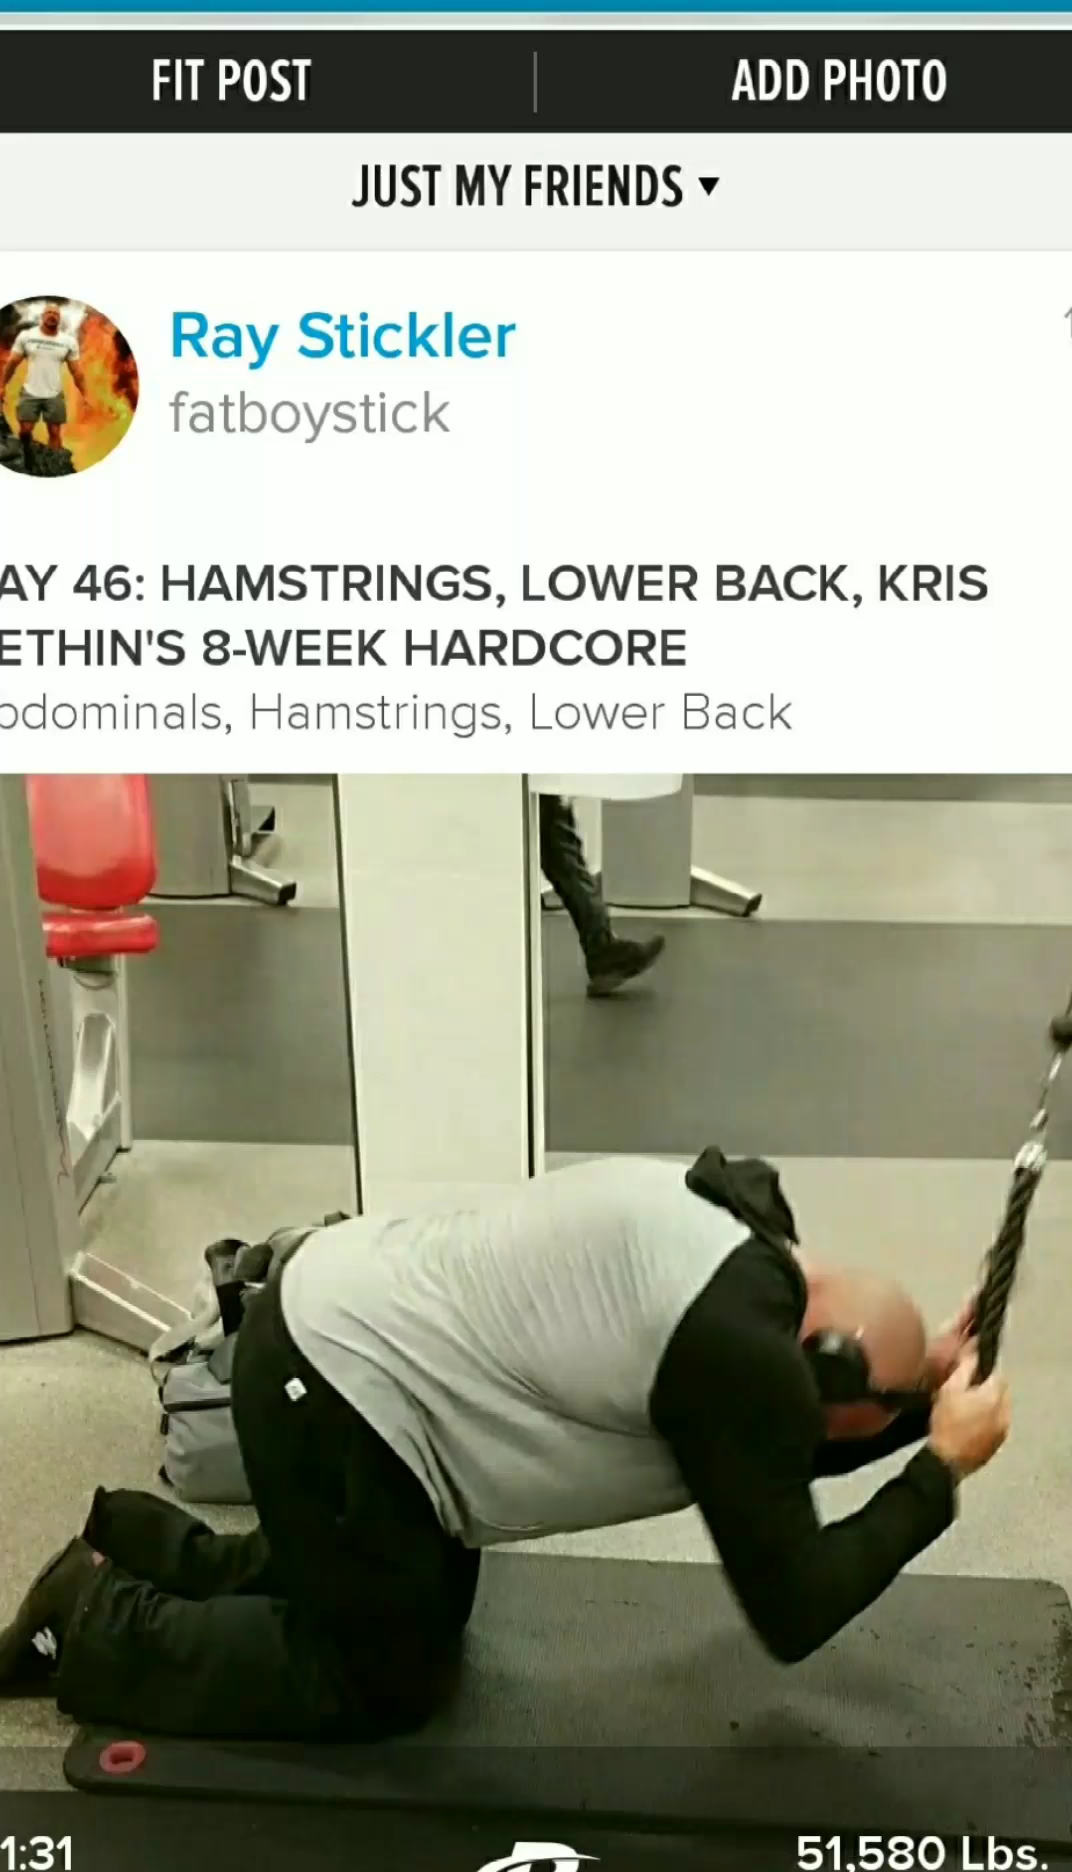 FIT POST
ADD PHOTO
JUST MY FRIENDS
Ray Stickler
fatboystick
AY 46: HAMSTRINGS, LOWER BACK, KRIS
ETHIN'S 8-WEEK HARDCORE
bdominals, Hamstrings, Lower Back
1:31
51,580 Lbs.